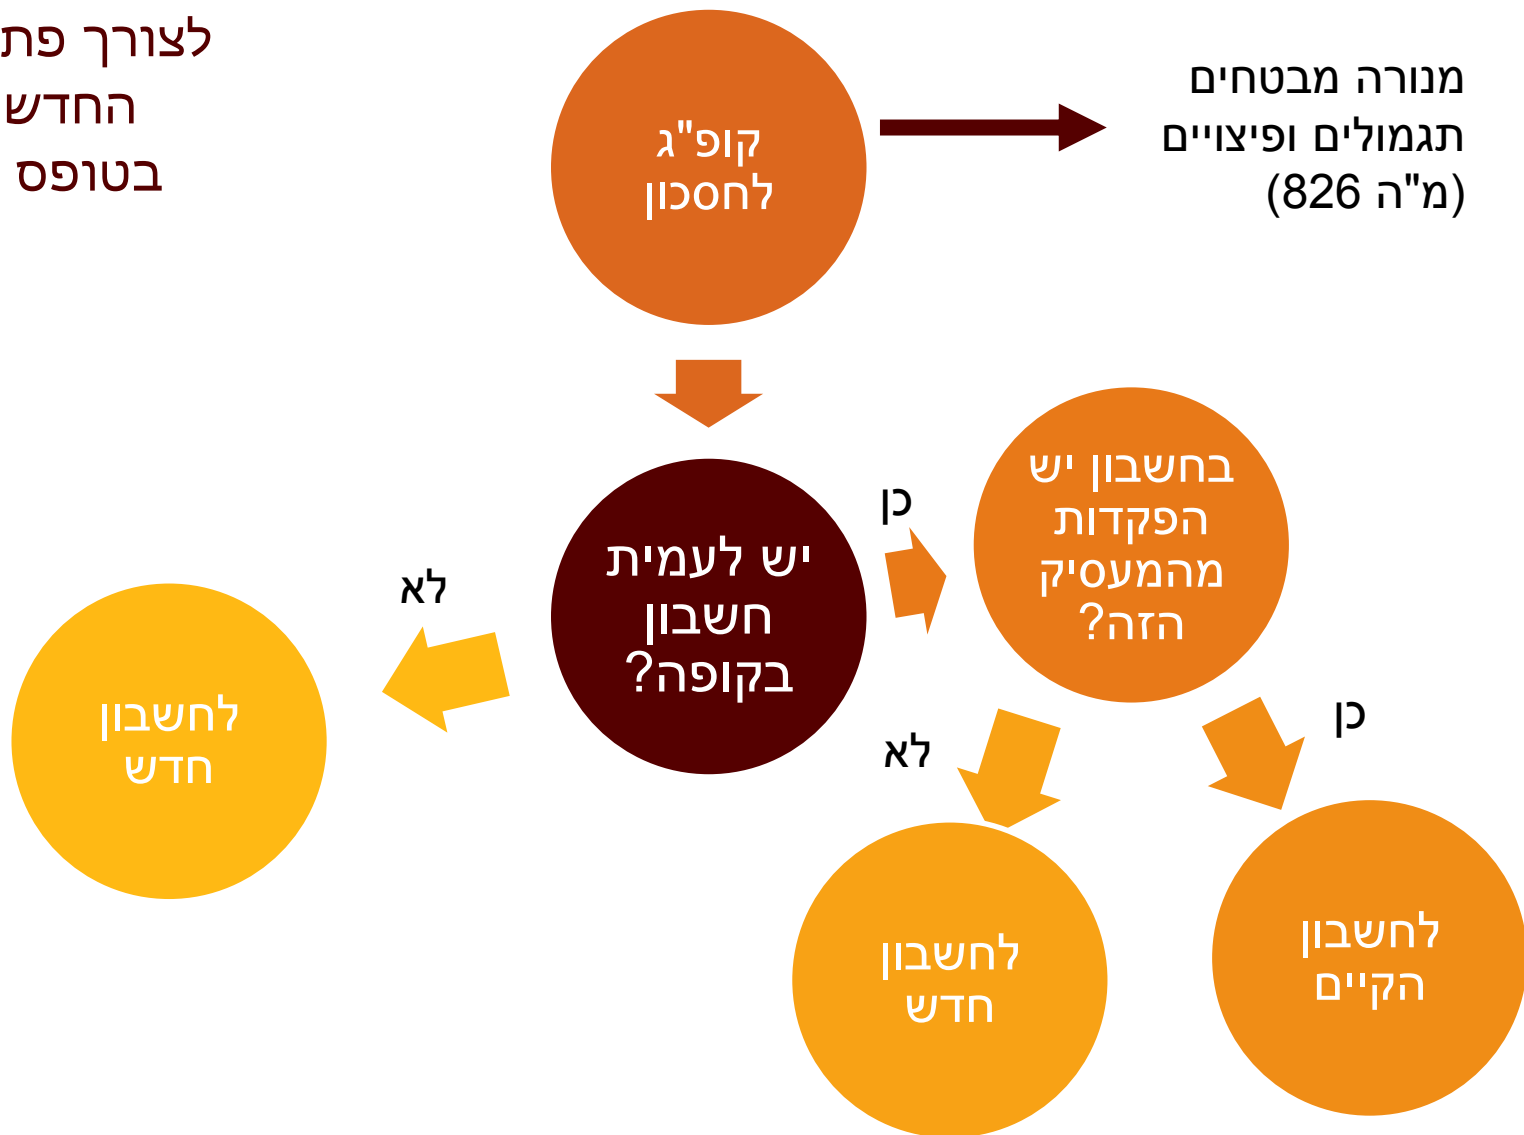 לצורך פת
החדש
בטופס
קופ"ג
לחסכון
מנורה מבטחים
תגמולים ופיצויים
(מ"ה 826)
יש לעמית
חשבון
בקופה?
כן
בחשבון יש
הפקדות
מהמעסיק
הזה?
לא
לחשבון
חדש
כן
לחשבון
הקיים
לא
לחשבון
חדש